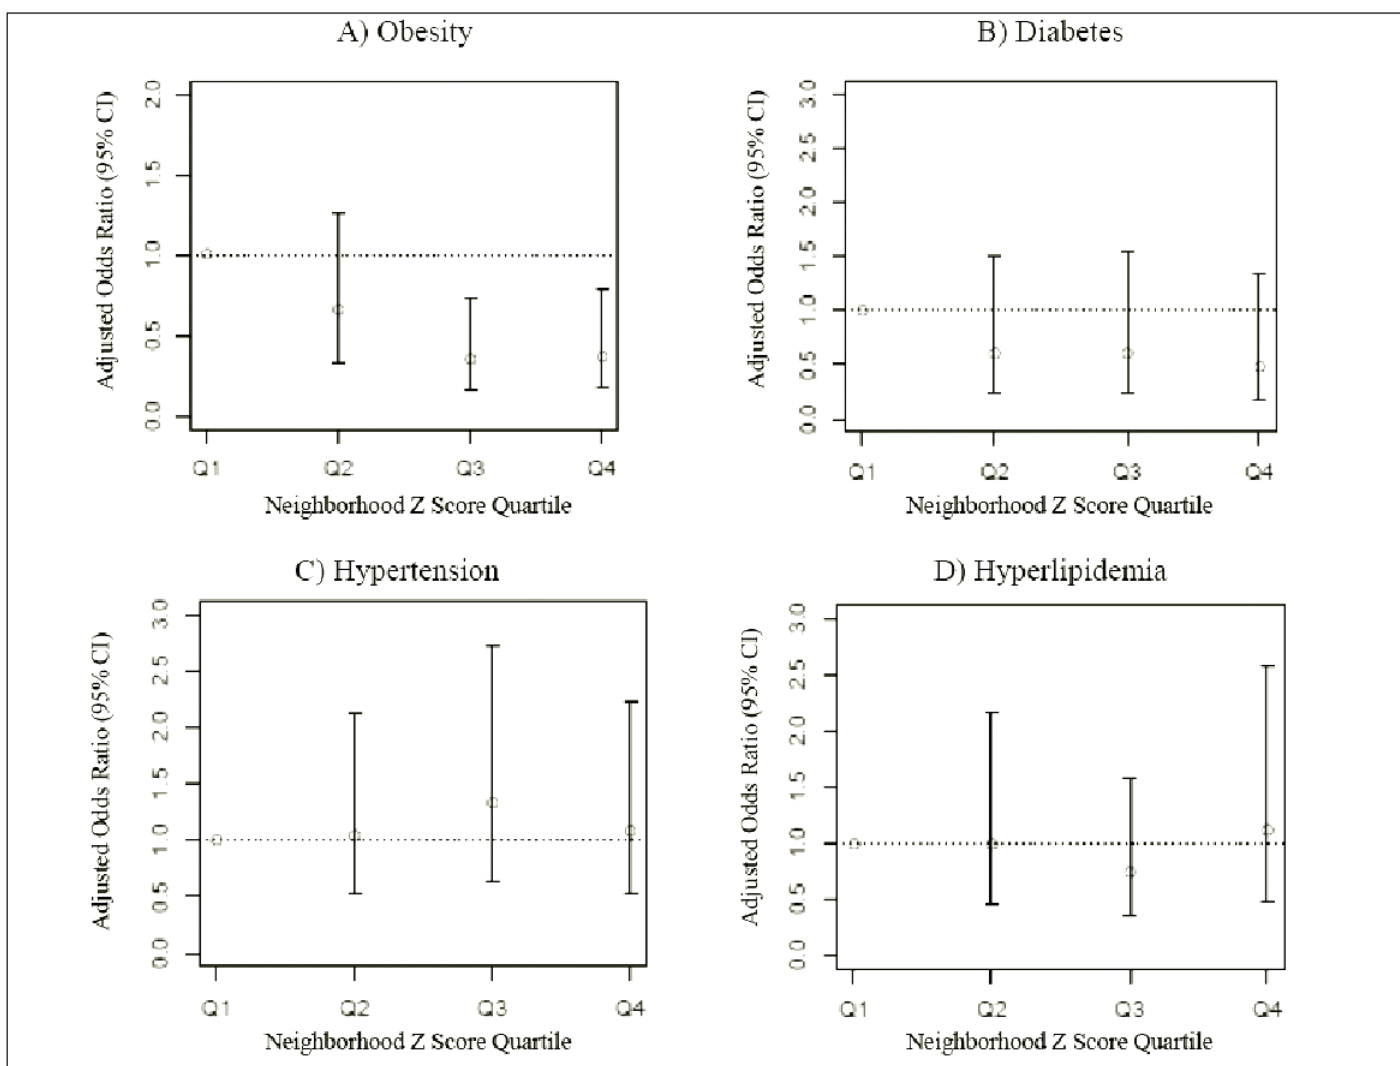 A) Obesity
Adjusted Odds Ratio (95% CI)
2.0
1.5
1.0
0.5
0.0
Q1 Q2 Q3 Q4
Neighborhood Z Score Quartile
B) Diabetes
Adjusted Odds Ratio (95% CI)
3.0
2.5
2.0
1.5
1.0
0.5
0.0
Q1 Q2 Q3 Q4
Neighborhood Z Score Quartile
C) Hypertension
Adjusted Odds Ratio (95% CI)
3.0
2.5
2.0
1.5
1.0
0.5
0.0
Q1 Q2 Q3 Q4
Neighborhood Z Score Quartile
D) Hyperlipidemia
Adjusted Odds Ratio (95% CI)
3.0
2.5
2.0
1.5
1.0
0.5
0.0
Q1 Q2 Q3 Q4
Neighborhood Z Score Quartile